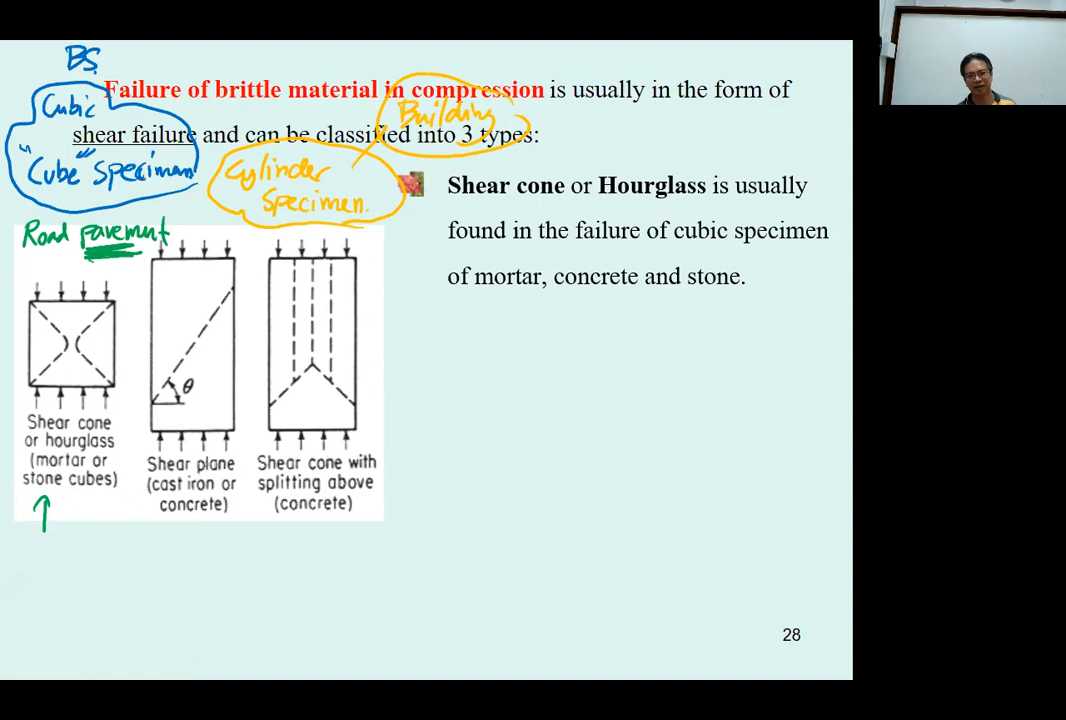 BS
Failure of brittle material in compression is usually in the form of
shear failure and can be classified into 3 types:
Cubic
"Cube" Specimen
Building
Cylinder
Specimen.
Road pavement
Shear cone or Hourglass is usually
found in the failure of cubic specimen
of mortar, concrete and stone.
θ
Shear cone
or hourglass
(mortar or
stone cubes)
Shear plane
(cast iron or
concrete)
Shear cone with
splitting above
(concrete)
28